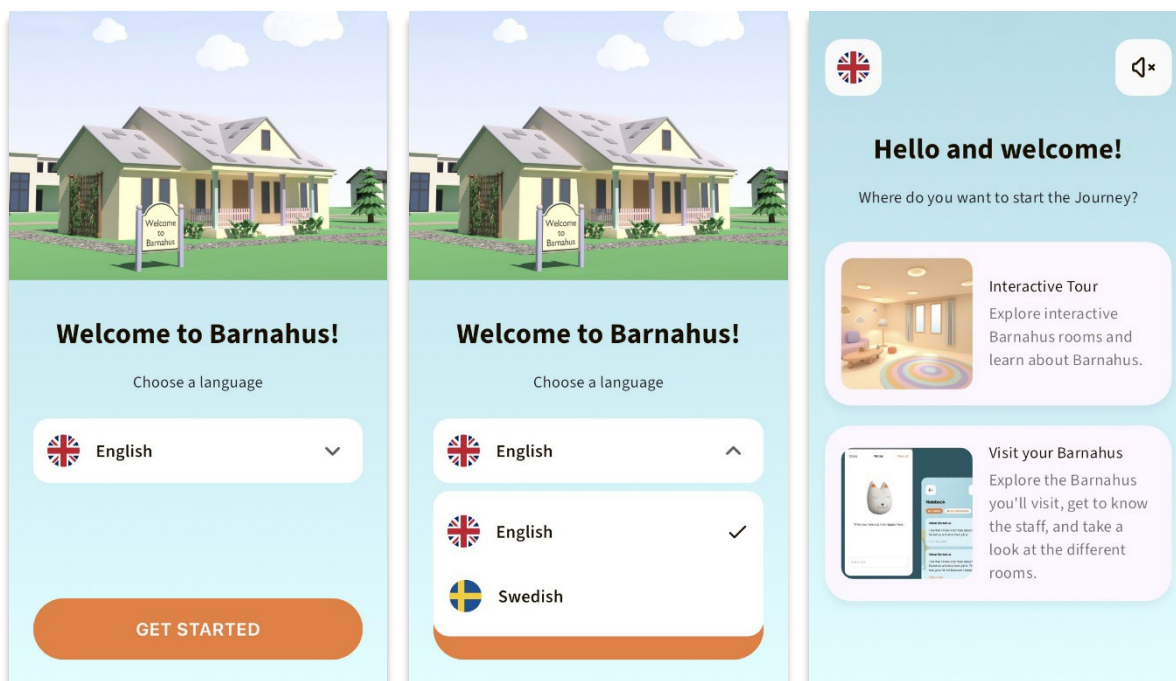 Welcome
to
Barnahus
Welcome to Barnahus!
Choose a language
English
GET STARTED
Welcome
to
Barnahus
Welcome to Barnahus!
Choose a language
English
English
Swedish
Hello and welcome!
Where do you want to start the Journey?
Interactive Tour
Explore interactive
Barnahus rooms and
learn about Barnahus.
Visit your Barnahus
Explore the Barnahus
you'll visit, get to know
the staff, and take a
look at the different
rooms.
Notebook